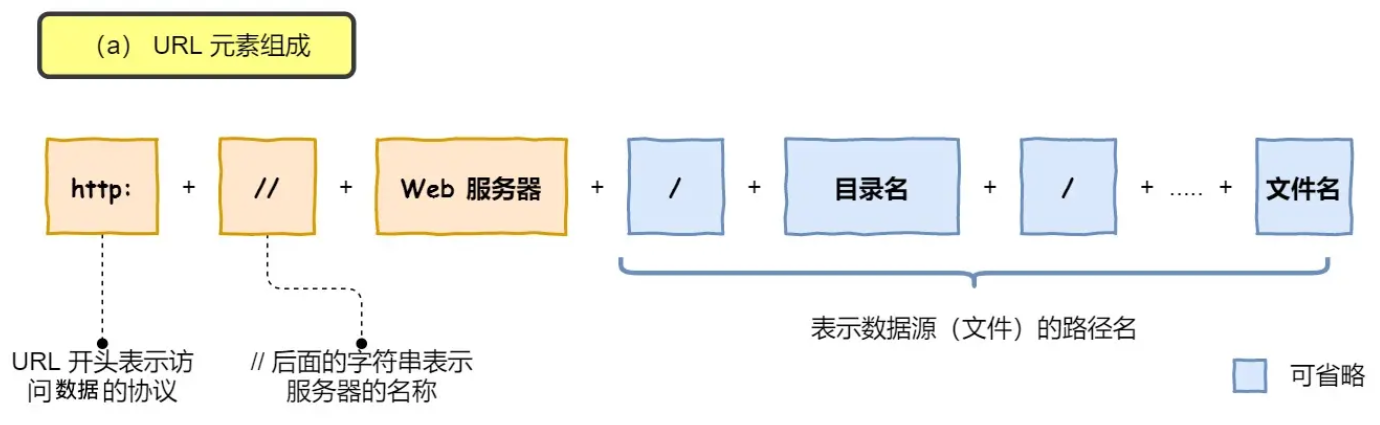 （a） URL 元素组成
http: + // + Web 服务器 + / + 目录名 + / + ..... + 文件名
URL 开头表示访
问数据的协议
// 后面的字符串表示
服务器的名称
表示数据源（文件）的路径名
可省略